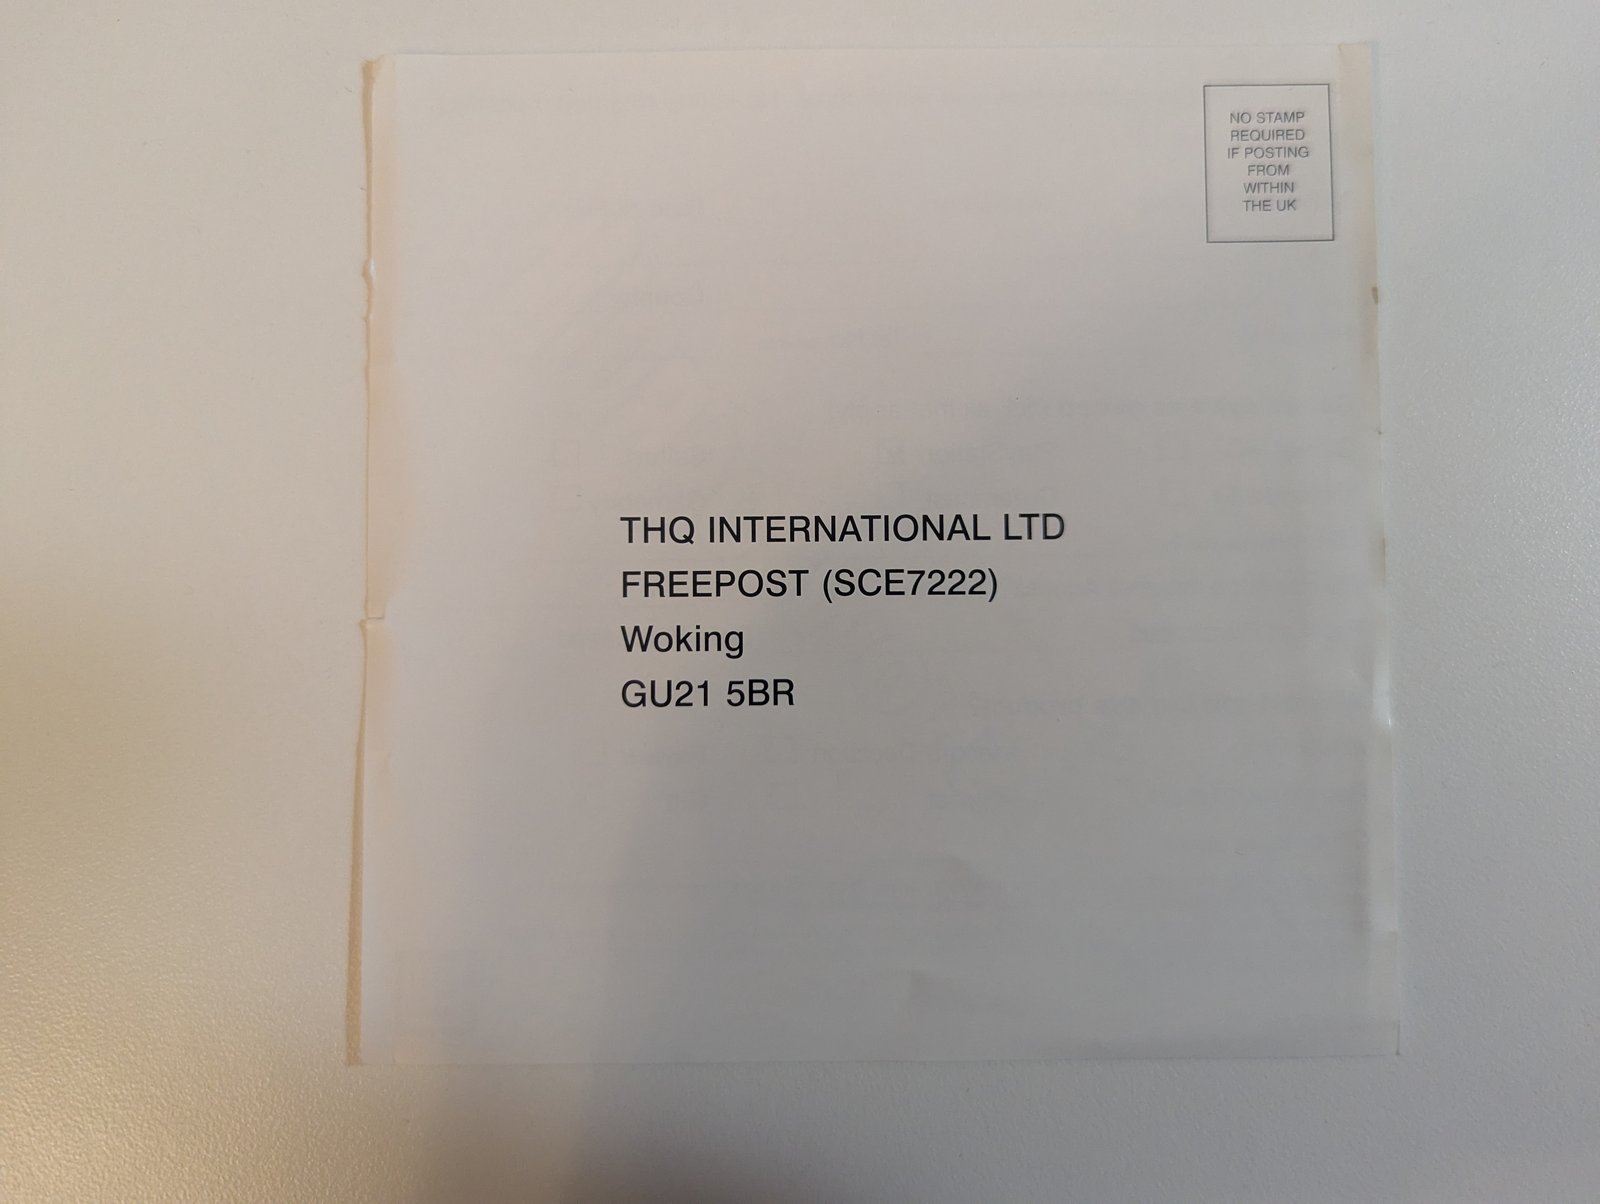 NO STAMP
REQUIRED
IF POSTING
FROM
WITHIN
THE UK
THQ INTERNATIONAL LTD
FREEPOST (SCE7222)
Woking
GU21 5BR